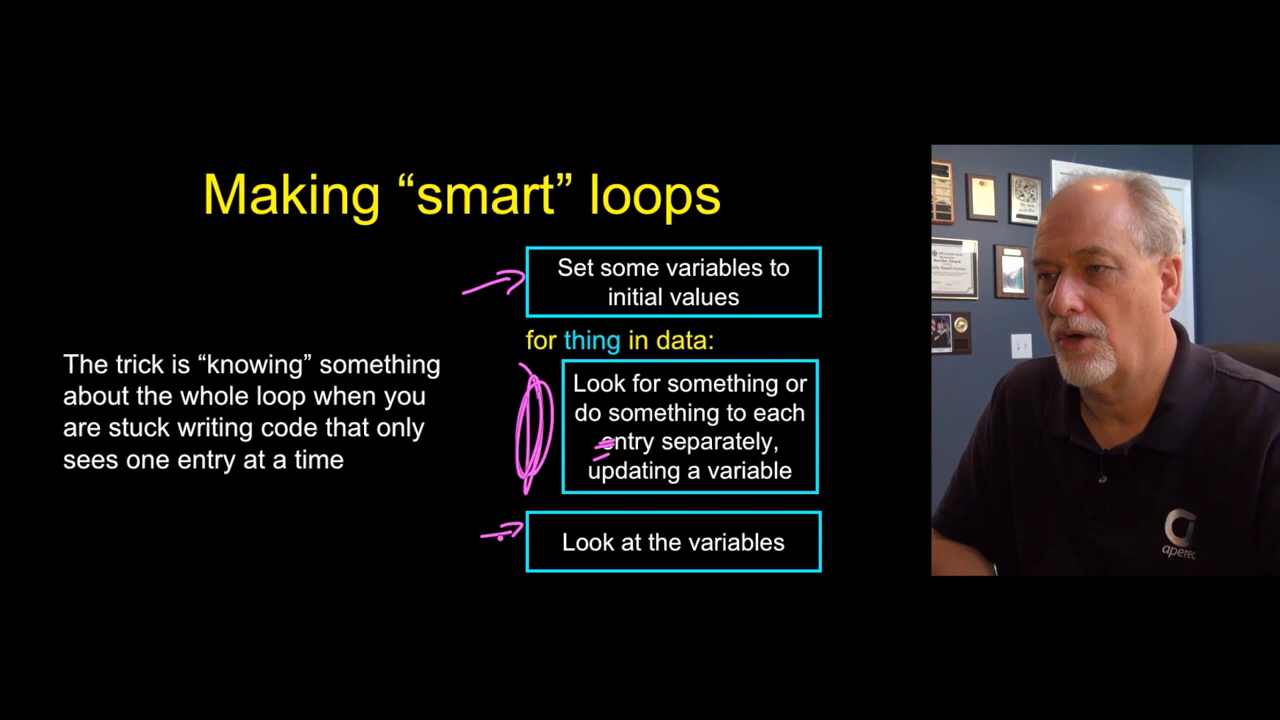 Making “smart” loops
Set some variables to
initial values
for thing in data:
The trick is “knowing” something
about the whole loop when you
are stuck writing code that only
sees one entry at a time
Look for something or
do something to each
entry separately,
updating a variable
Look at the variables
apereo